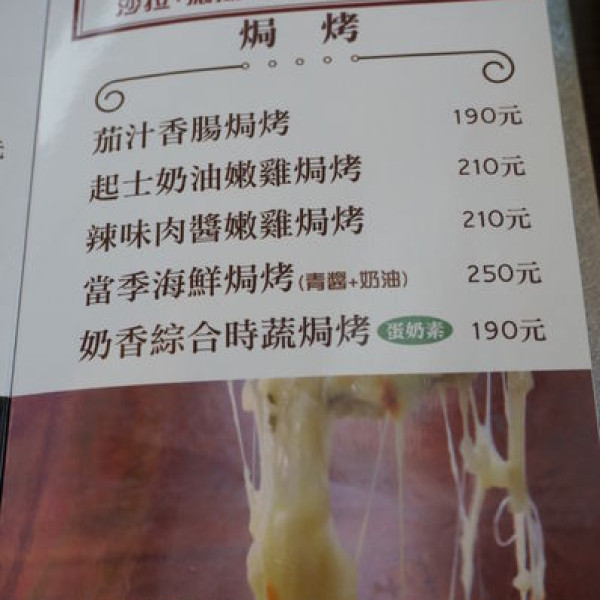 沙拉
焗烤
茄汁香腸焗烤 190元
起士奶油嫩雞焗烤 210元
辣味肉醬嫩雞焗烤 210元
當季海鮮焗烤(青醬+奶油) 250元
奶香綜合時蔬焗烤 蛋奶素 190元